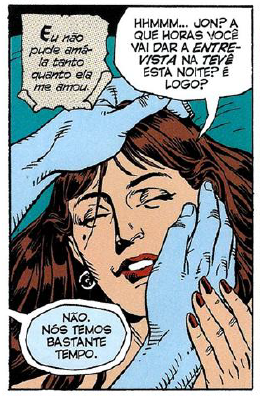 Eu não
pude amá-
la tanto
quanto ela
me amou.
HHMMM... JON? A
QUE HORAS VOCÊ
VAI DAR A ENTRE-
VISTA NA TEVÊ
ESTA NOITE? É
LOGO?
NÃO.
NÓS TEMOS
BASTANTE
TEMPO.